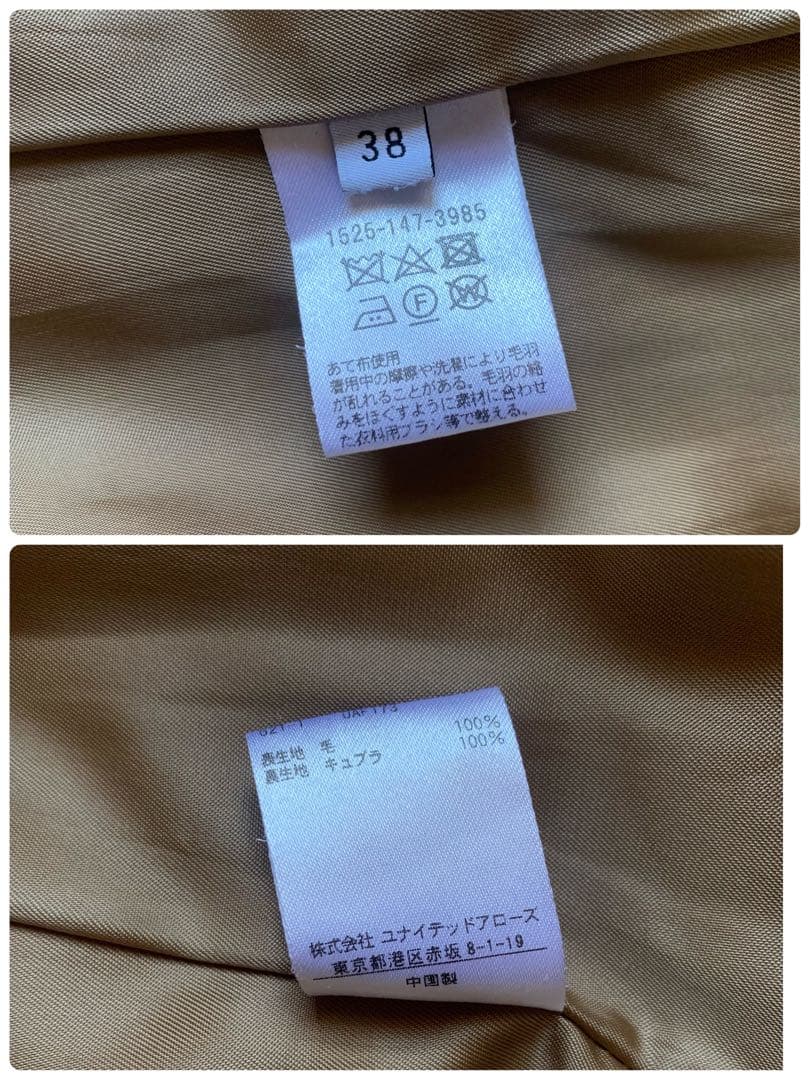 38
1525-147-3985
F
W
あて布使用
着用中の摩擦や洗濯により毛羽
が乱れることがある。毛羽の絡
みをほぐすように素材に合わせ
た衣料用ブラシ等で整える。
表生地 毛 100%
裏生地 キュプラ 100%
株式会社 ユナイテッドアローズ
東京都港区赤坂 8-1-19
中国製